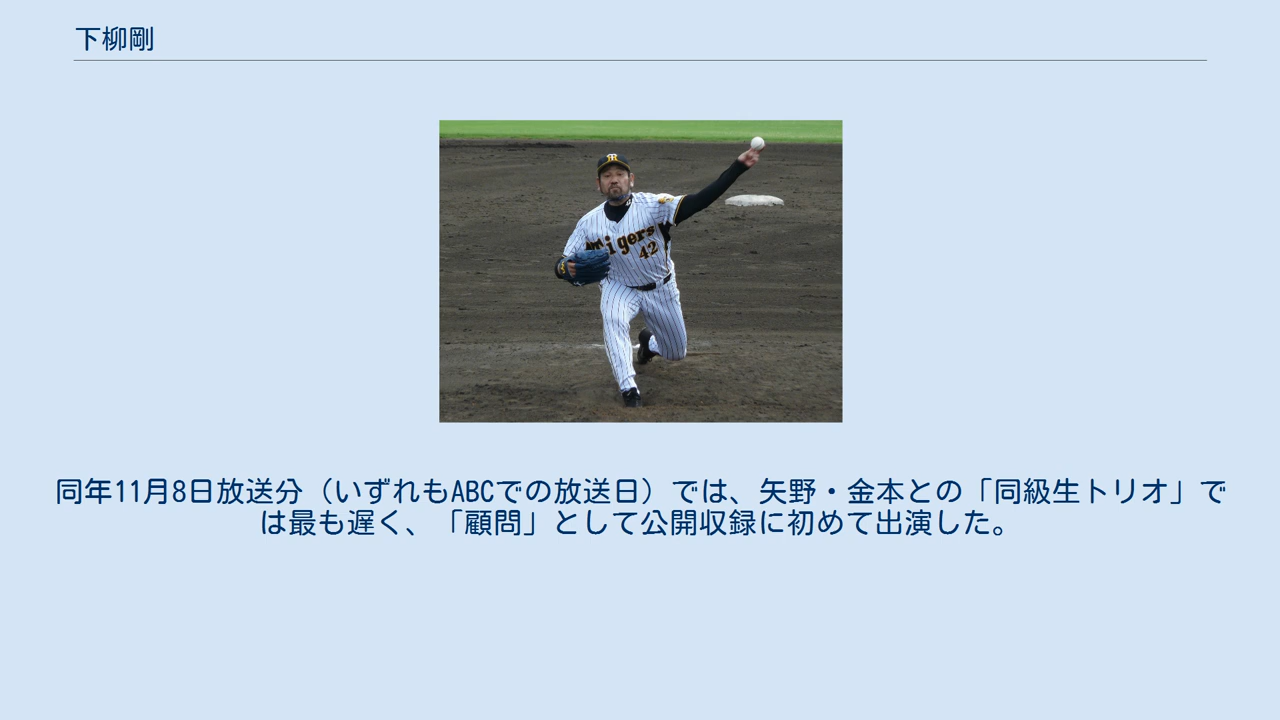 下柳剛
Tigers
42
同年11月8日放送分（いずれもABCでの放送日）では、矢野・金本との「同級生トリオ」で
は最も遅く、「顧問」として公開収録に初めて出演した。